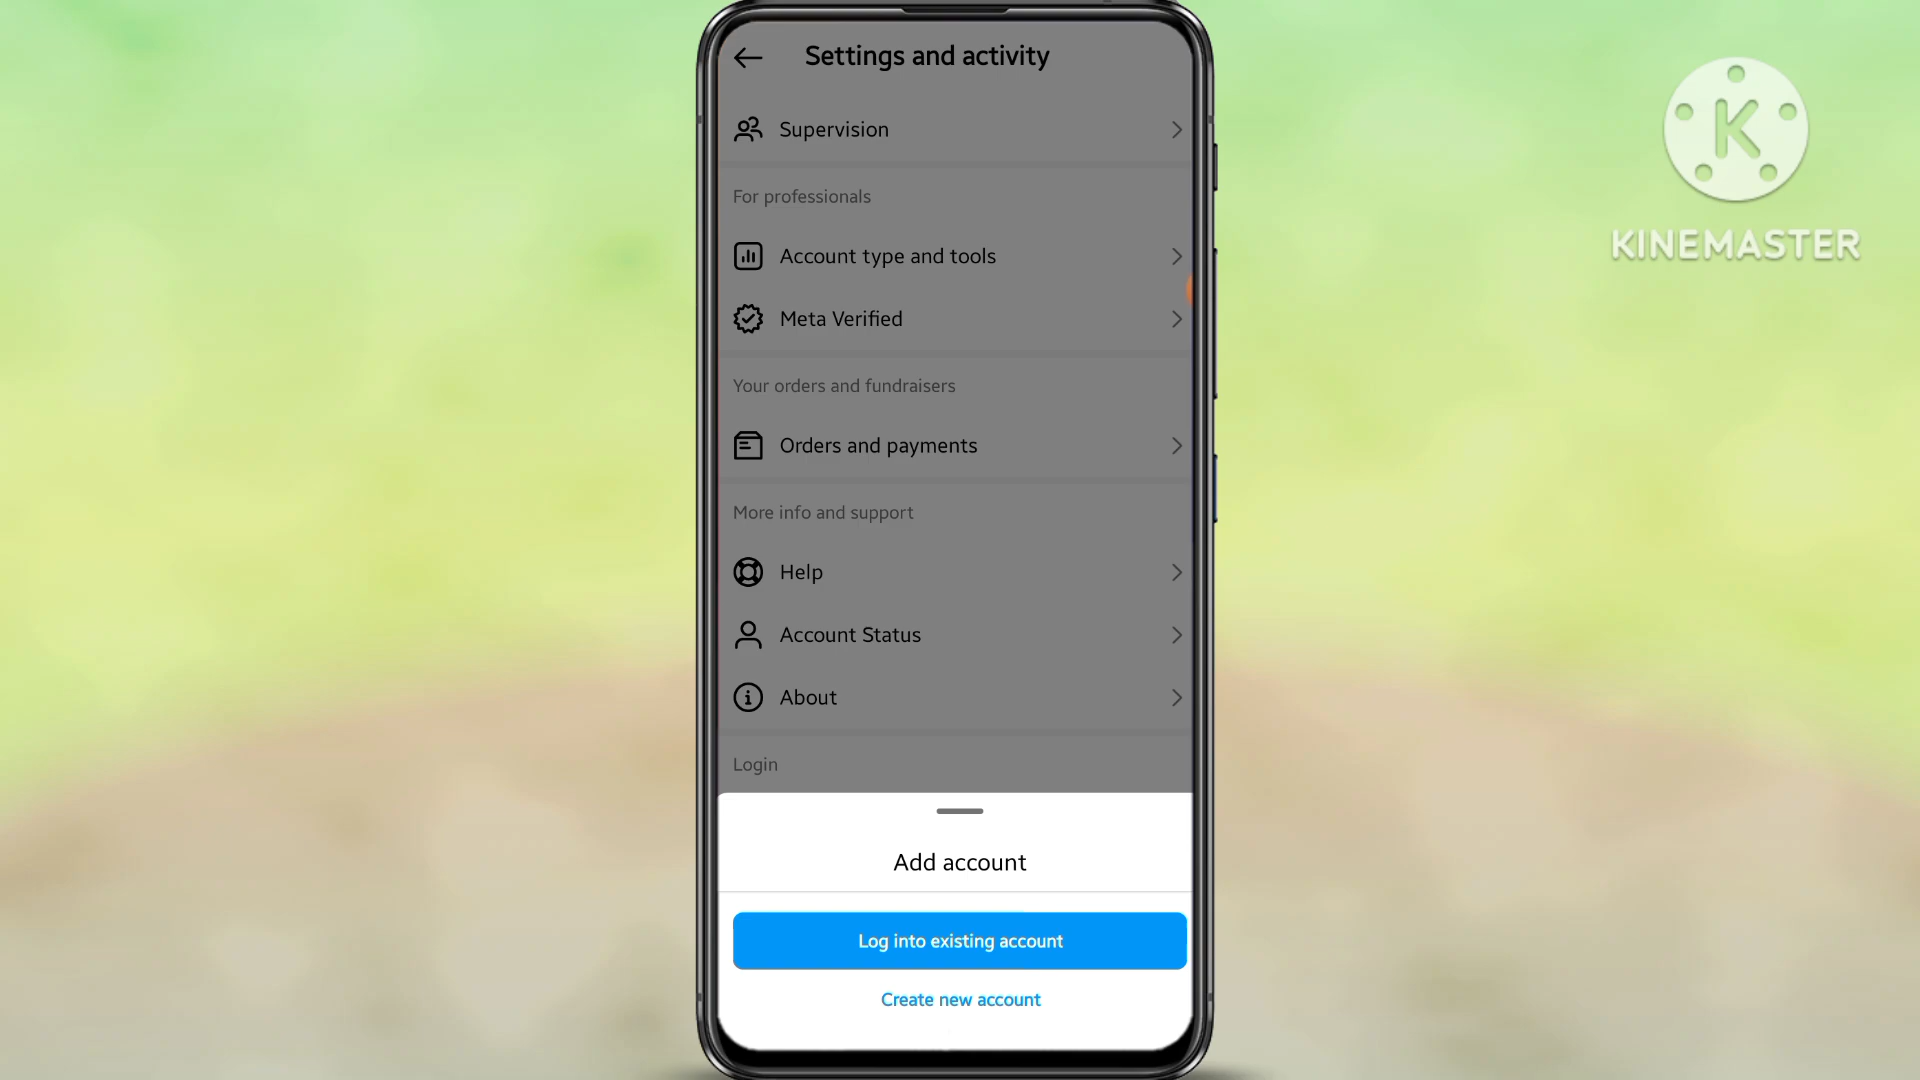 Settings and activity
Supervision
For professionals
Account type and tools
Meta Verified
Your orders and fundraisers
Orders and payments
More info and support
Help
Account Status
About
Login
Add account
Log into existing account
Create new account
K
KINEMASTER